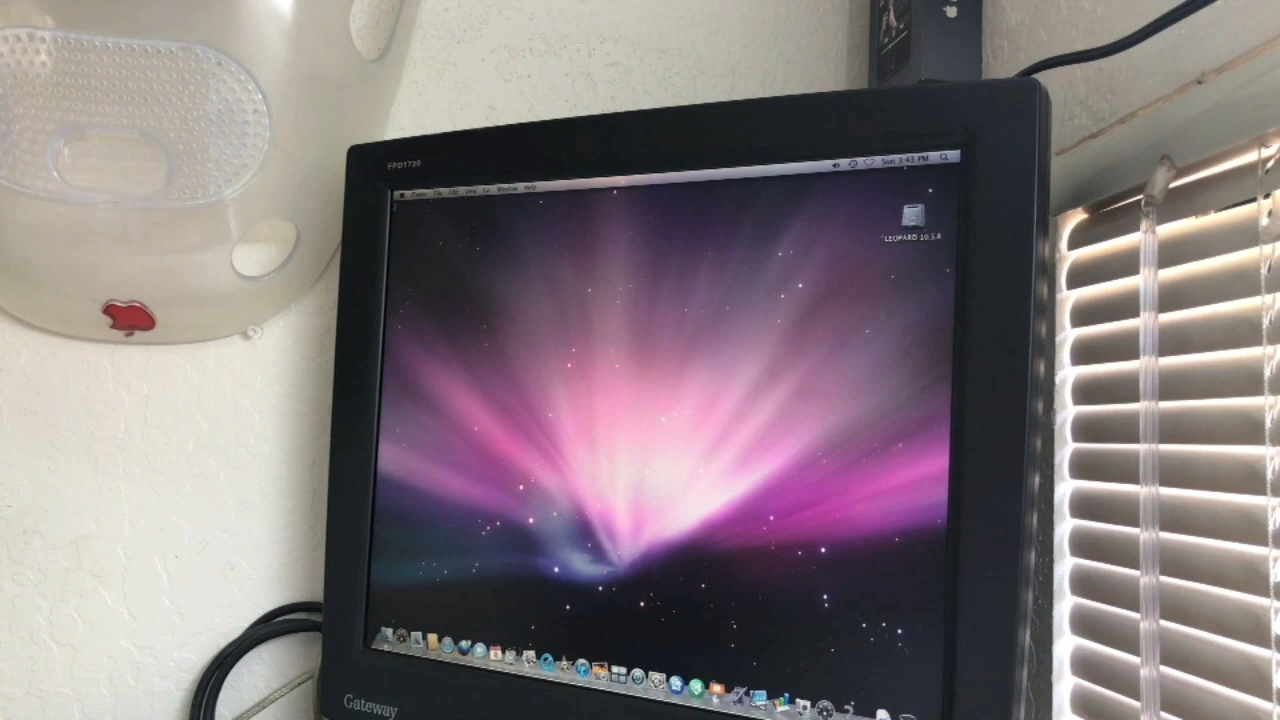 FPD1730
Finder File Edit View Go Window Help
Sun 3:43 PM
LEOPARD 10.5.8
Gateway